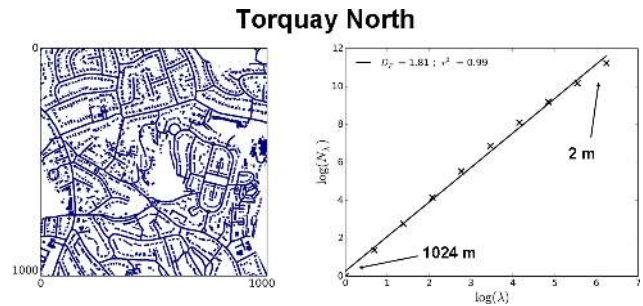 Torquay North
0
1000
0
1000
12
10
8
6
4
2
0
log(N_λ)
D_F = 1.81 ; r² = 0.99
2 m
1024 m
0 1 2 3 4 5 6 7
log(λ)